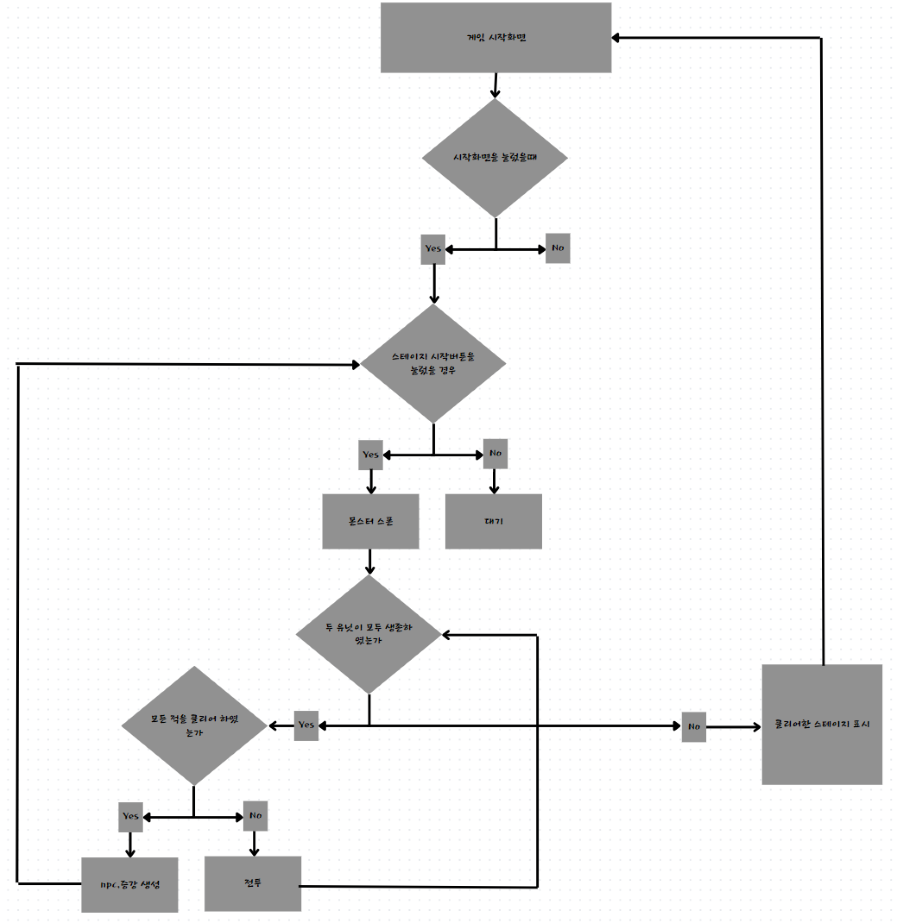 게임 시작화면
시작화면을 눌렀을때
Yes
No
스테이지 시작버튼을
눌렀을 경우
Yes
No
몬스터 스폰
대기
두 유닛이 모두 생존하
였는가
모든 적을 클리어 하였
는가
Yes
No
클리어한 스테이지 표시
Yes
No
npc,증강 생성
전투